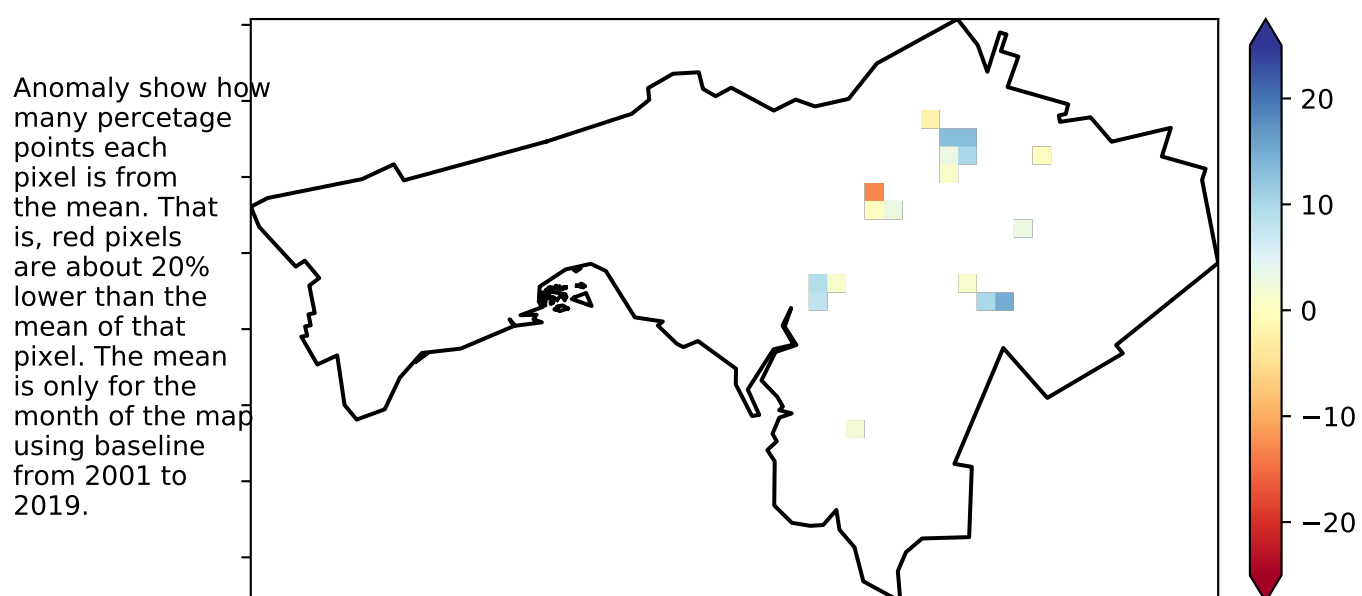 Anomaly show how
many percetage
points each
pixel is from
the mean. That
is, red pixels
are about 20%
lower than the
mean of that
pixel. The mean
is only for the
month of the map
using baseline
from 2001 to
2019.
20
10
0
−10
−20